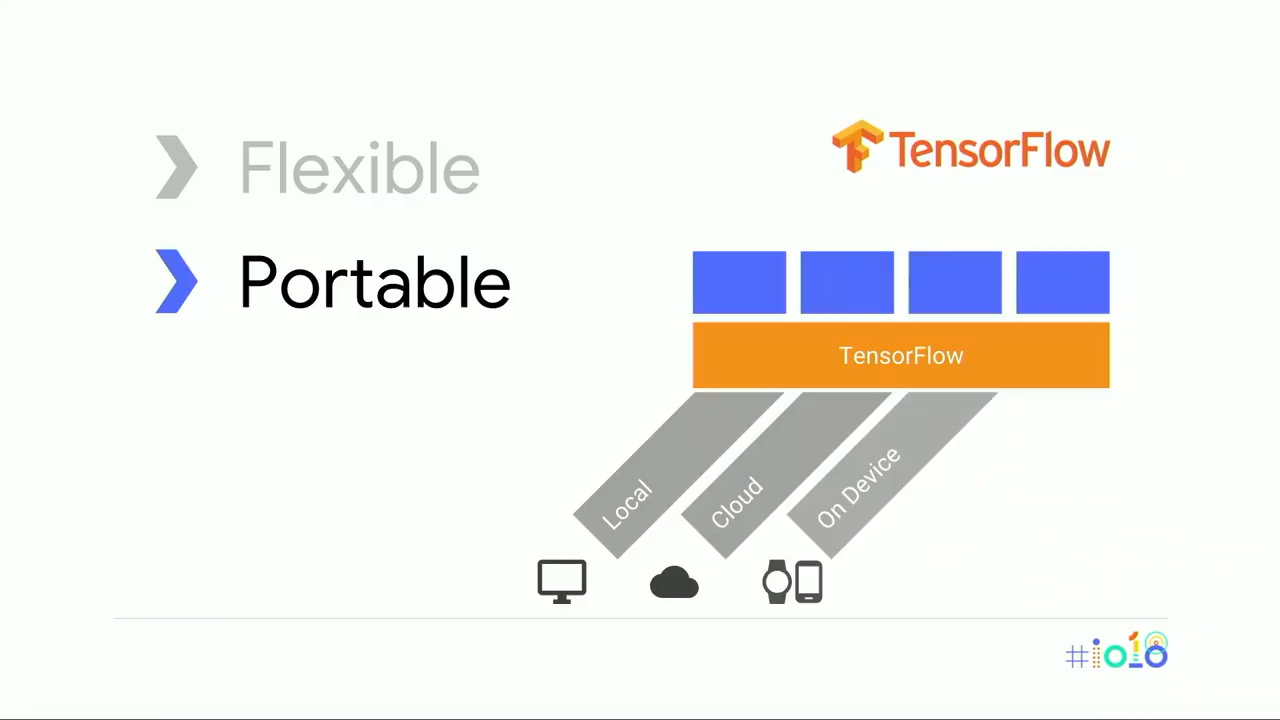 Flexible
TensorFlow
Portable
TensorFlow
Local
Cloud
On Device
#io18